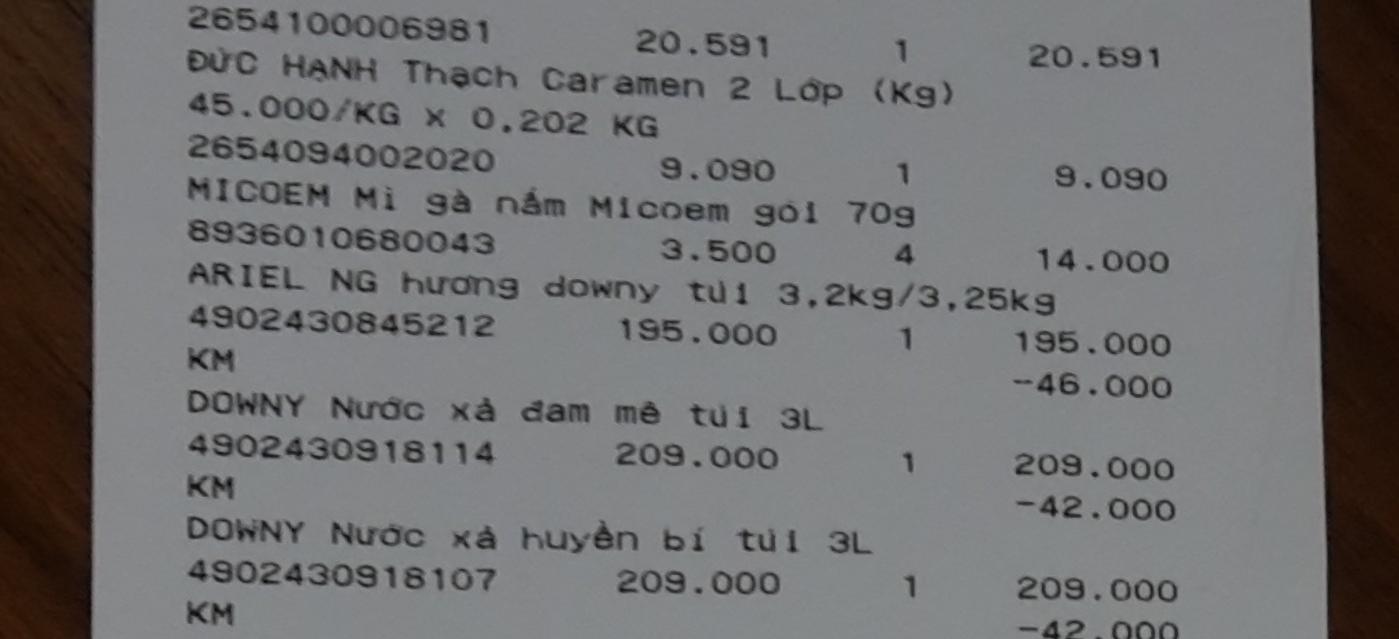 2654100006981 20.591 1 20.591
ĐỨC HẠNH Thạch Caramen 2 Lớp (Kg)
45.000/KG x 0,202 KG
2654094002020 9.090 1 9.090
MICOEM Mì gà nấm Micoem gói 70g
8936010680043 3.500 4 14.000
ARIEL NG hương downy túi 3,2kg/3,25kg
4902430845212 195.000 1 195.000
KM -46.000
DOWNY Nước xả đam mê túi 3L
4902430918114 209.000 1 209.000
KM -42.000
DOWNY Nước xả huyền bí túi 3L
4902430918107 209.000 1 209.000
KM -42.000